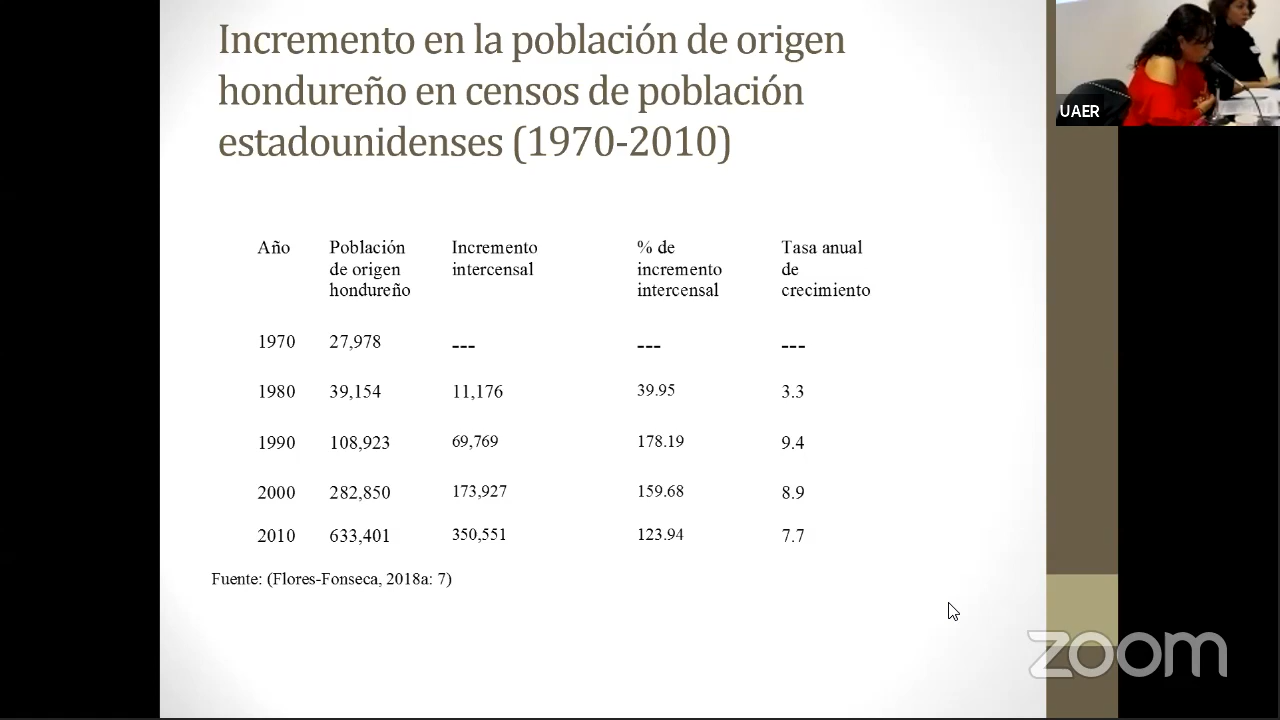 Incremento en la población de origen
hondureño en censos de población
estadounidenses (1970-2010)
UAER
Año Población de origen hondureño Incremento intercensal % de incremento intercensal Tasa anual de crecimiento
1970 27,978 --- --- ---
1980 39,154 11,176 39.95 3.3
1990 108,923 69,769 178.19 9.4
2000 282,850 173,927 159.68 8.9
2010 633,401 350,551 123.94 7.7
Fuente: (Flores-Fonseca, 2018a: 7)
zoom